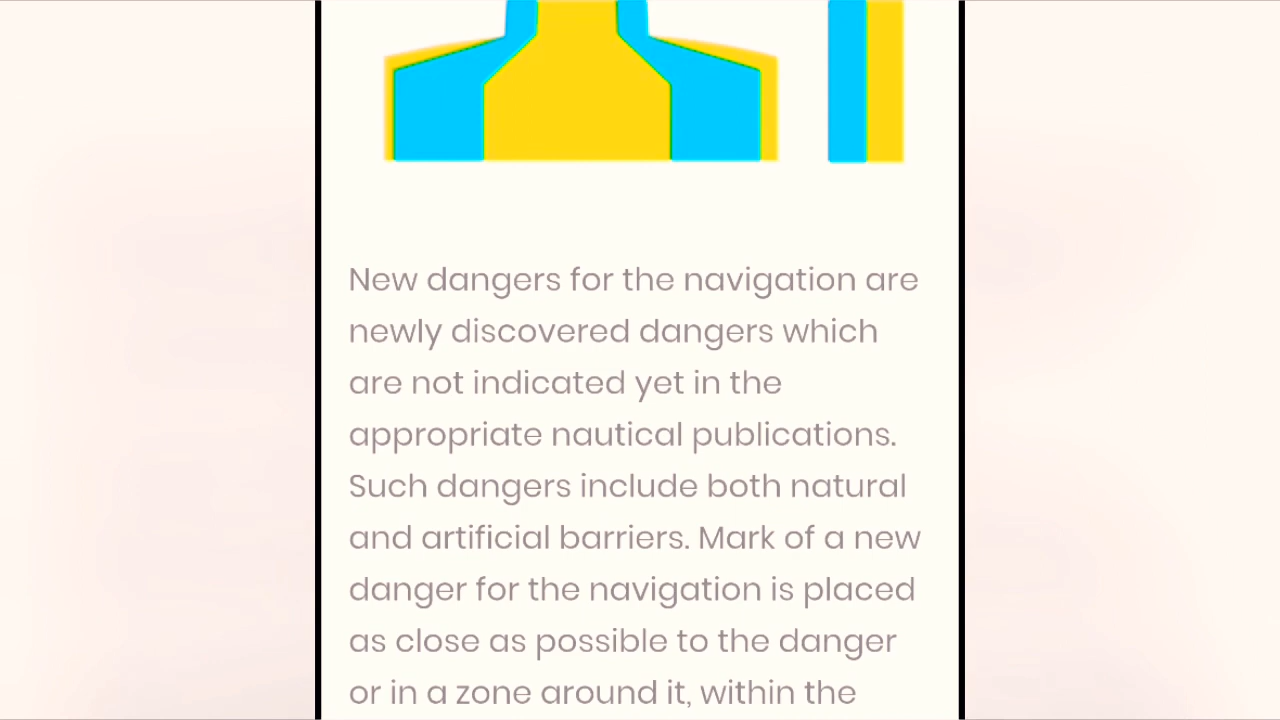 New dangers for the navigation are
newly discovered dangers which
are not indicated yet in the
appropriate nautical publications.
Such dangers include both natural
and artificial barriers. Mark of a new
danger for the navigation is placed
as close as possible to the danger
or in a zone around it, within the